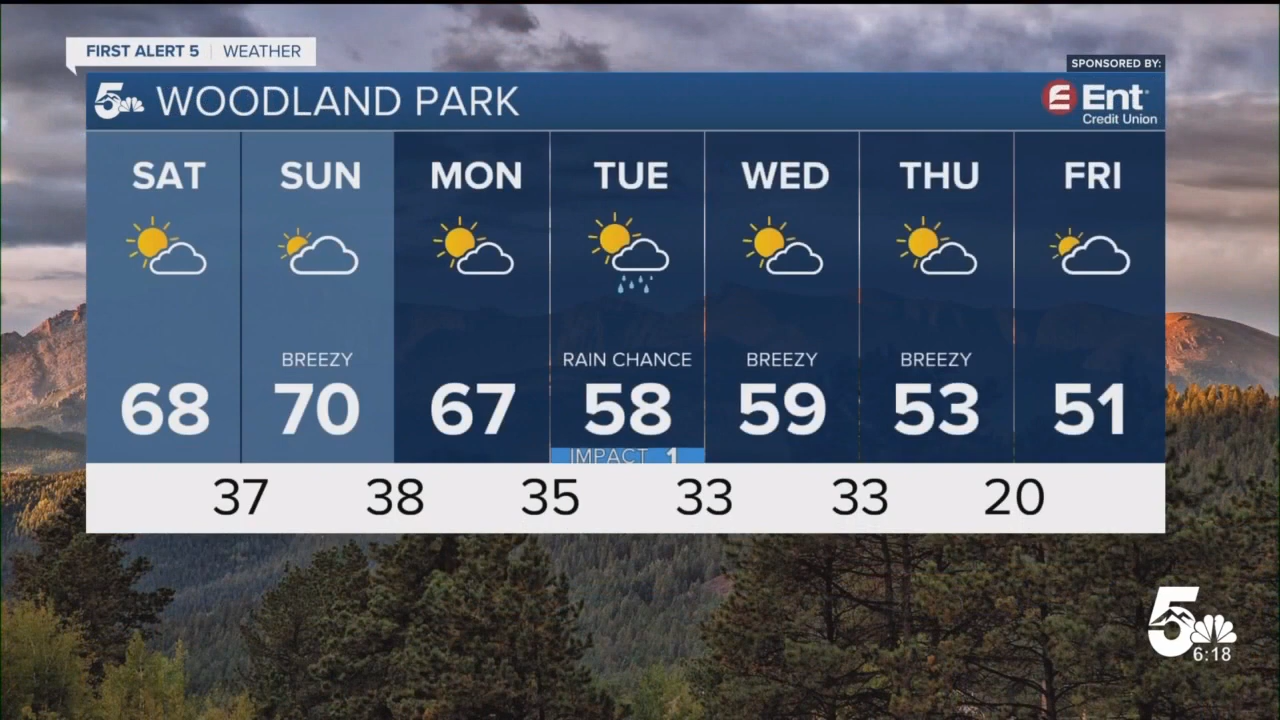 FIRST ALERT 5 | WEATHER
SPONSORED BY:
5 WOODLAND PARK
Ent
Credit Union
SAT SUN MON TUE WED THU FRI
BREEZY RAIN CHANCE BREEZY BREEZY
68 70 67 58 59 53 51
IMPACT 1
37 38 35 33 33 20
5
6:18